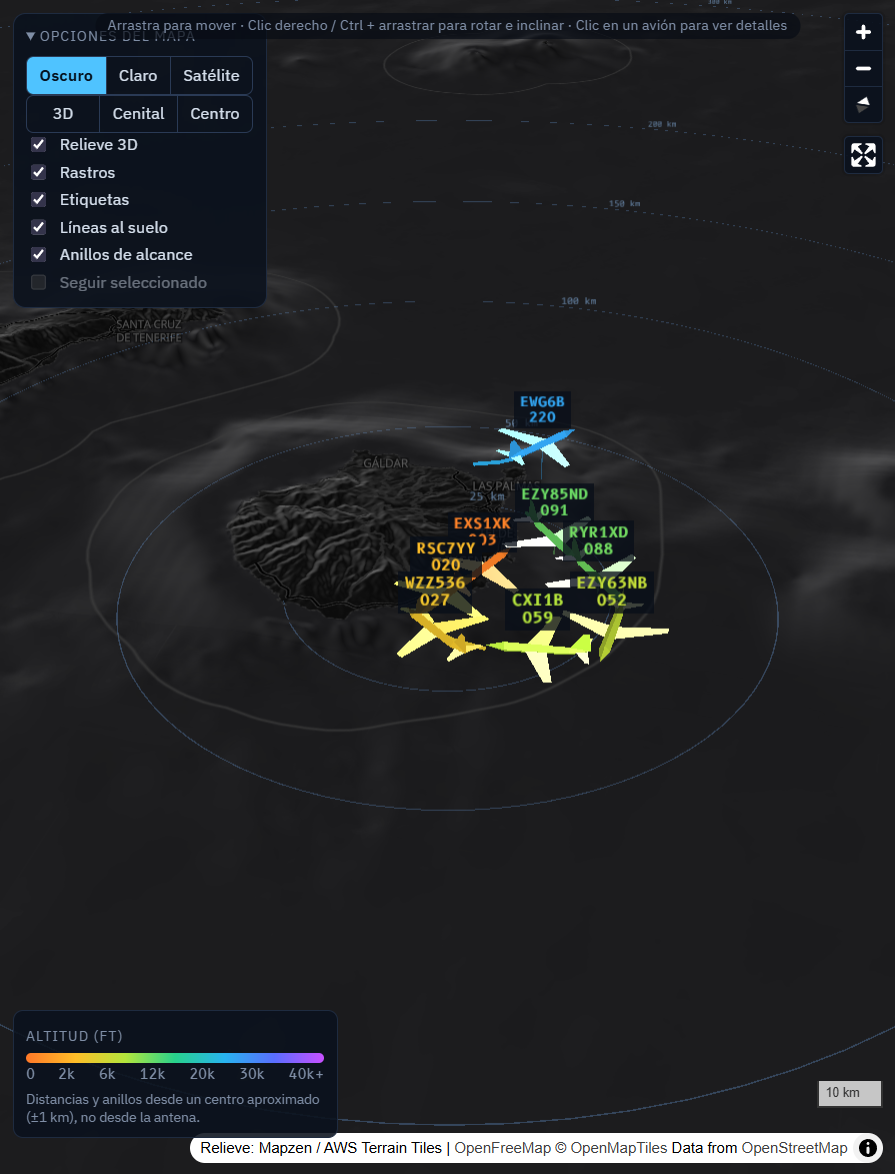 Arrastra para mover · Clic derecho / Ctrl + arrastrar para rotar e inclinar · Clic en un avión para ver detalles
▼ OPCIONES DEL MAPA
Oscuro Claro Satélite
3D Cenital Centro
Relieve 3D
Rastros
Etiquetas
Líneas al suelo
Anillos de alcance
Seguir seleccionado
300 km
200 km
150 km
100 km
SANTA CRUZ
DE TENERIFE
EWG6B
220
GÁLDAR
25 km
EZY85ND
091
EXS1XK
003
RYR1XD
088
RSC7YY
020
WZZ536
027
EZY63NB
052
CXI1B
059
ALTITUD (FT)
0 2k 6k 12k 20k 30k 40k+
Distancias y anillos desde un centro aproximado
(±1 km), no desde la antena.
10 km
Relieve: Mapzen / AWS Terrain Tiles | OpenFreeMap © OpenMapTiles Data from OpenStreetMap